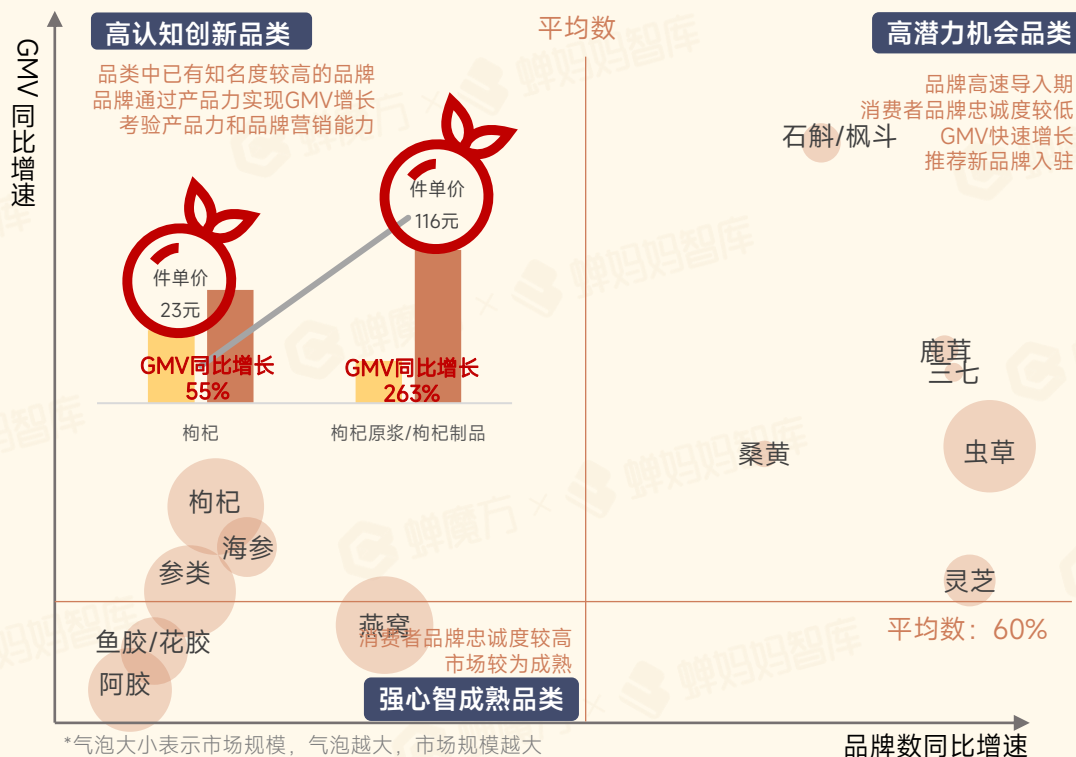 GMV 同比增速
高认知创新品类
品类中已有知名度较高的品牌
品牌通过产品力实现GMV增长
考验产品力和品牌营销能力
平均数
高潜力机会品类
品牌高速导入期
消费者品牌忠诚度较低
GMV快速增长
推荐新品牌入驻
石斛/枫斗
件单价
116元
件单价
23元
GMV同比增长
55%
GMV同比增长
263%
枸杞
枸杞原浆/枸杞制品
鹿茸
三七
桑黄
虫草
枸杞
海参
参类
灵芝
燕窝
鱼胶/花胶
阿胶
平均数：60%
消费者品牌忠诚度较高
市场较为成熟
强心智成熟品类
*气泡大小表示市场规模，气泡越大，市场规模越大
品牌数同比增速
蝉魔方 × 蝉妈妈智库